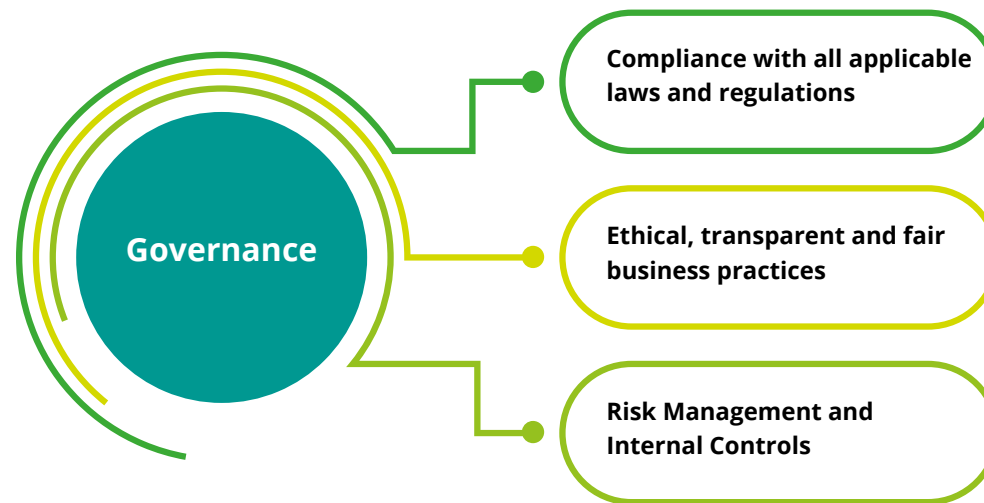 Governance
Compliance with all applicable
laws and regulations
Ethical, transparent and fair
business practices
Risk Management and
Internal Controls